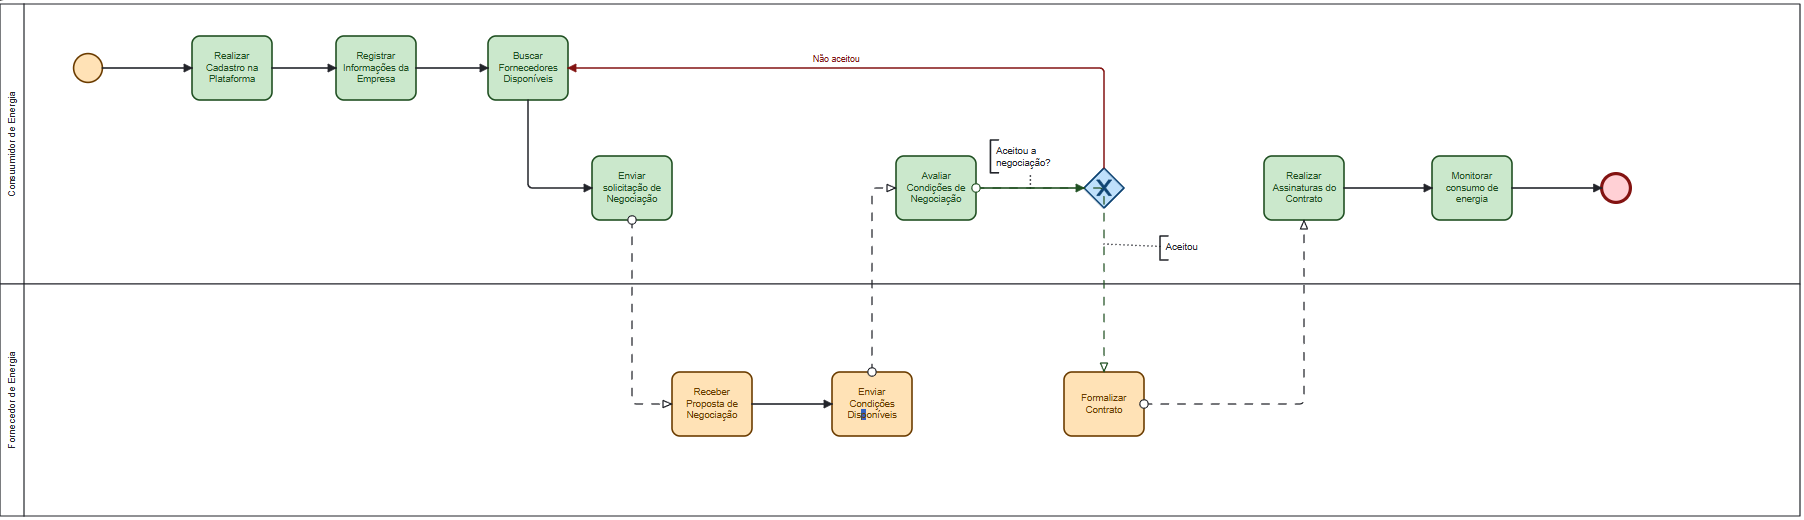 Consuumidor de Energia
Realizar
Cadastro na
Plataforma
Registrar
Informações da
Empresa
Buscar
Fornecedores
Disponíveis
Não aceitou
Enviar
solicitação de
Negociação
Avaliar
Condições de
Negociação
Aceitou a
negociação?
Aceitou
Realizar
Assinaturas do
Contrato
Monitorar
consumo de
energia
Fornecedor de Energia
Receber
Proposta de
Negociação
Enviar
Condições
Disponíveis
Formalizar
Contrato